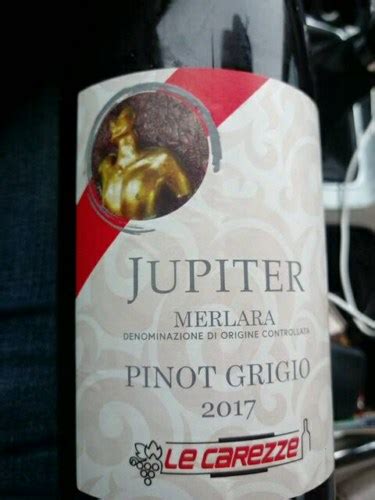 JUPITER
MERLARA
DENOMINAZIONE DI ORIGINE CONTROLLATA
PINOT GRIGIO
2017
LE CAREZZE